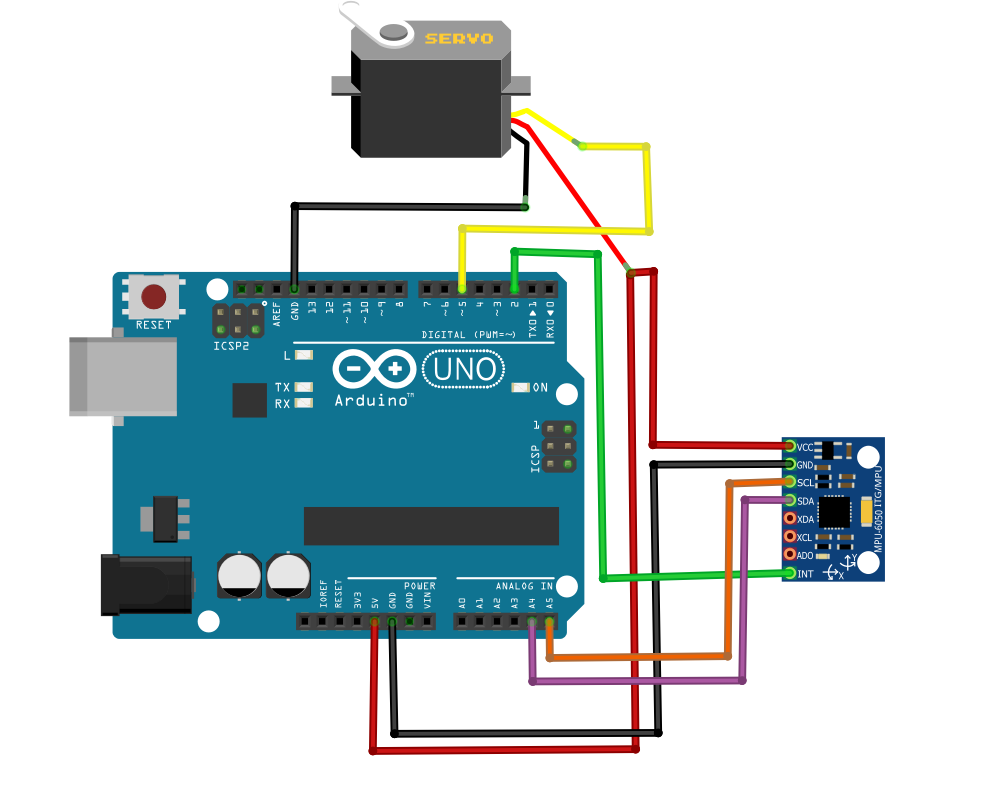 SERVO
RESET
ICSP2
AREF
GND
13
12
~11
~10
~9
8
7
~6
~5
4
~3
2
TX0▶1
RX0◀0
DIGITAL (PWM=~)
L
TX
RX
Arduino™
UNO
ON
1
ICSP
VCC
GND
SCL
SDA
XDA
XCL
ADO
INT
MPU-6050 ITG/MPU
Y
X
POWER
ANALOG IN
IOREF
RESET
3V3
5V
GND
GND
VIN
A0
A1
A2
A3
A4
A5